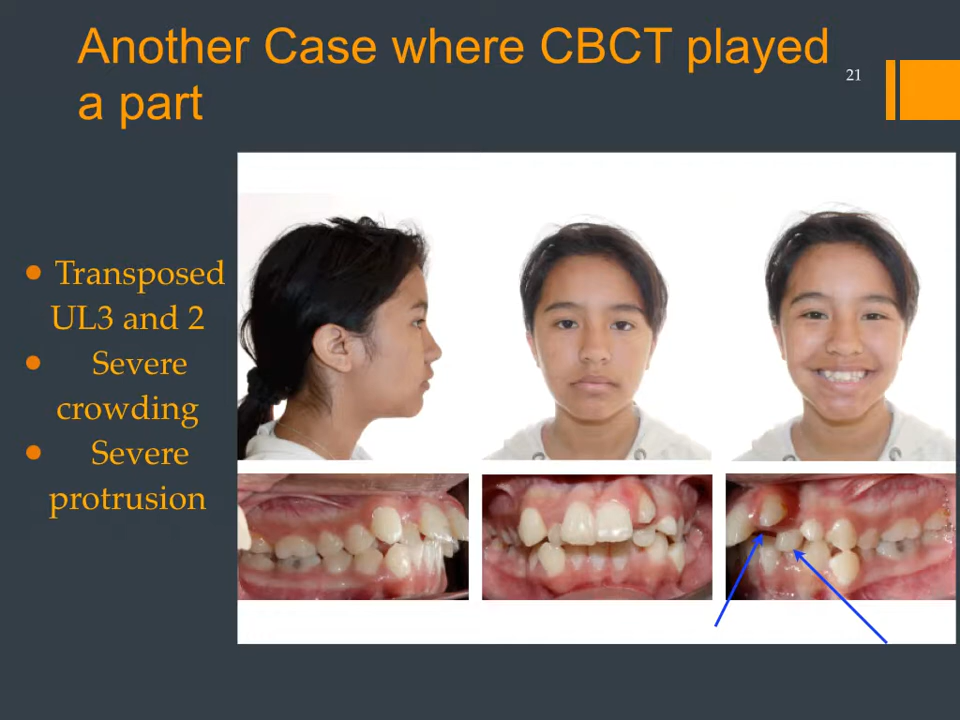 Another Case where CBCT played
a part
21
Transposed
UL3 and 2
Severe
crowding
Severe
protrusion